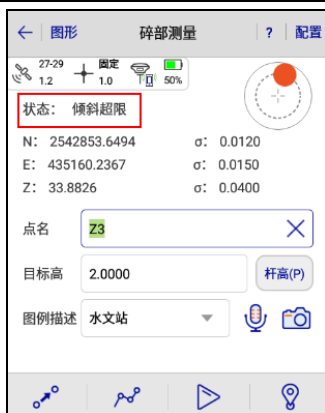 ← 图形 碎部测量 ? 配置
27-29 固定
1.2 1.0 50%
状态: 倾斜超限
N: 2542853.6494 σ: 0.0120
E: 435160.2367 σ: 0.0150
Z: 33.8826 σ: 0.0400
点名 Z3
目标高 2.0000 杆高(P)
图例描述 水文站